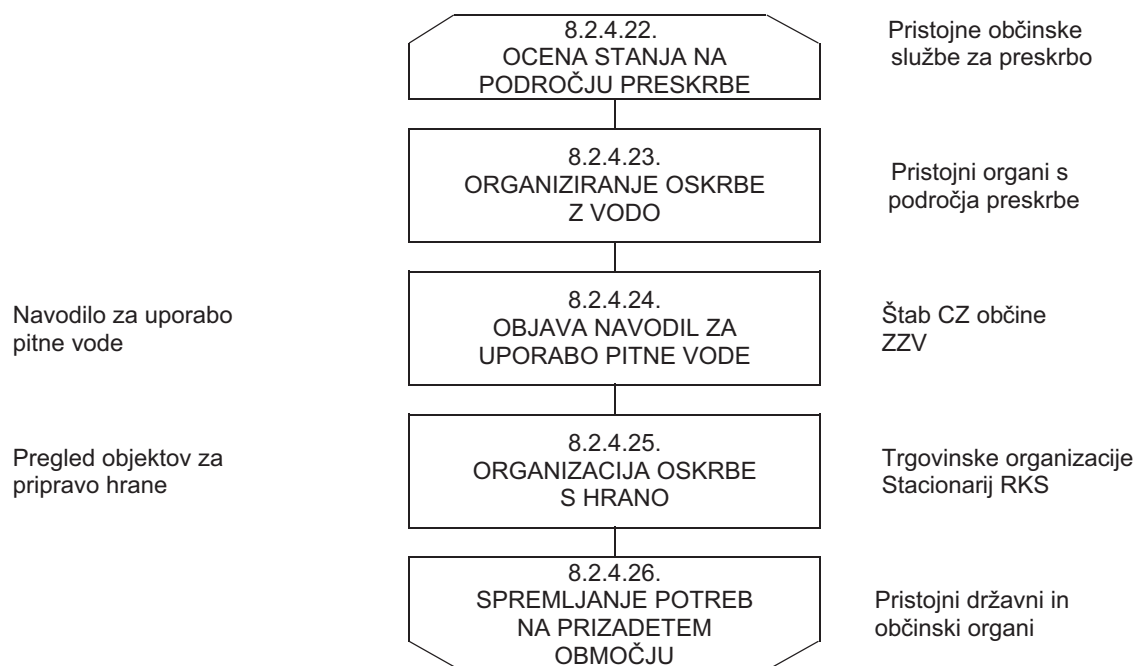 8.2.4.22.
OCENA STANJA NA
PODROČJU PRESKRBE
Pristojne občinske
službe za preskrbo
8.2.4.23.
ORGANIZIRANJE OSKRBE
Z VODO
Pristojni organi s
področja preskrbe
Navodilo za uporabo
pitne vode
8.2.4.24.
OBJAVA NAVODIL ZA
UPORABO PITNE VODE
Štab CZ občine
ZZV
Pregled objektov za
pripravo hrane
8.2.4.25.
ORGANIZACIJA OSKRBE
S HRANO
Trgovinske organizacije
Stacionarij RKS
8.2.4.26.
SPREMLJANJE POTREB
NA PRIZADETEM
OBMOČJU
Pristojni državni in
občinski organi